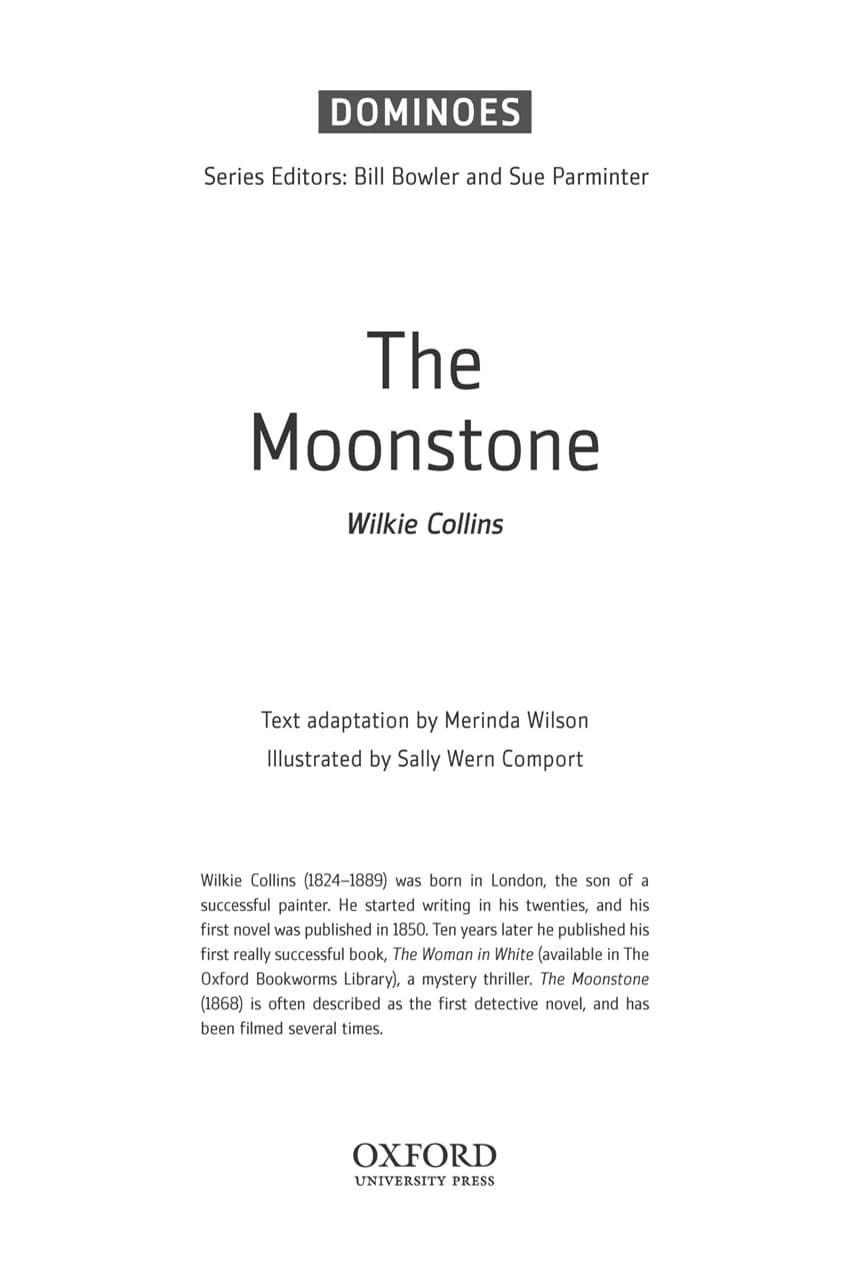 DOMINOES
Series Editors: Bill Bowler and Sue Parminter
The
Moonstone
Wilkie Collins
Text adaptation by Merinda Wilson
Illustrated by Sally Wern Comport
Wilkie Collins (1824–1889) was born in London, the son of a
successful painter. He started writing in his twenties, and his
first novel was published in 1850. Ten years later he published his
first really successful book, The Woman in White (available in The
Oxford Bookworms Library), a mystery thriller. The Moonstone
(1868) is often described as the first detective novel, and has
been filmed several times.
OXFORD
UNIVERSITY PRESS